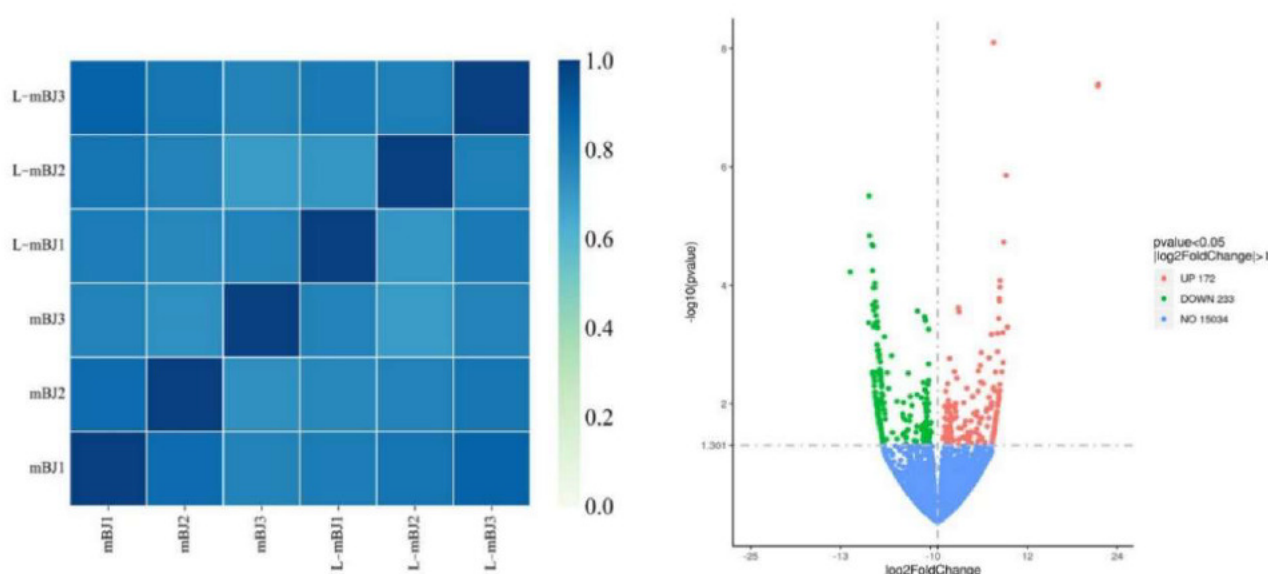 L-mBJ3
L-mBJ2
L-mBJ1
mBJ3
mBJ2
mBJ1
mBJ1
mBJ2
mBJ3
L-mBJ1
L-mBJ2
L-mBJ3
1.0
0.8
0.6
0.4
0.2
0.0
-log10(pvalue)
8
6
4
2
1.301
-25
-13
-10
12
24
log2FoldChange
pvalue<0.05
|log2FoldChange|>
UP 172
DOWN 233
NO 15034